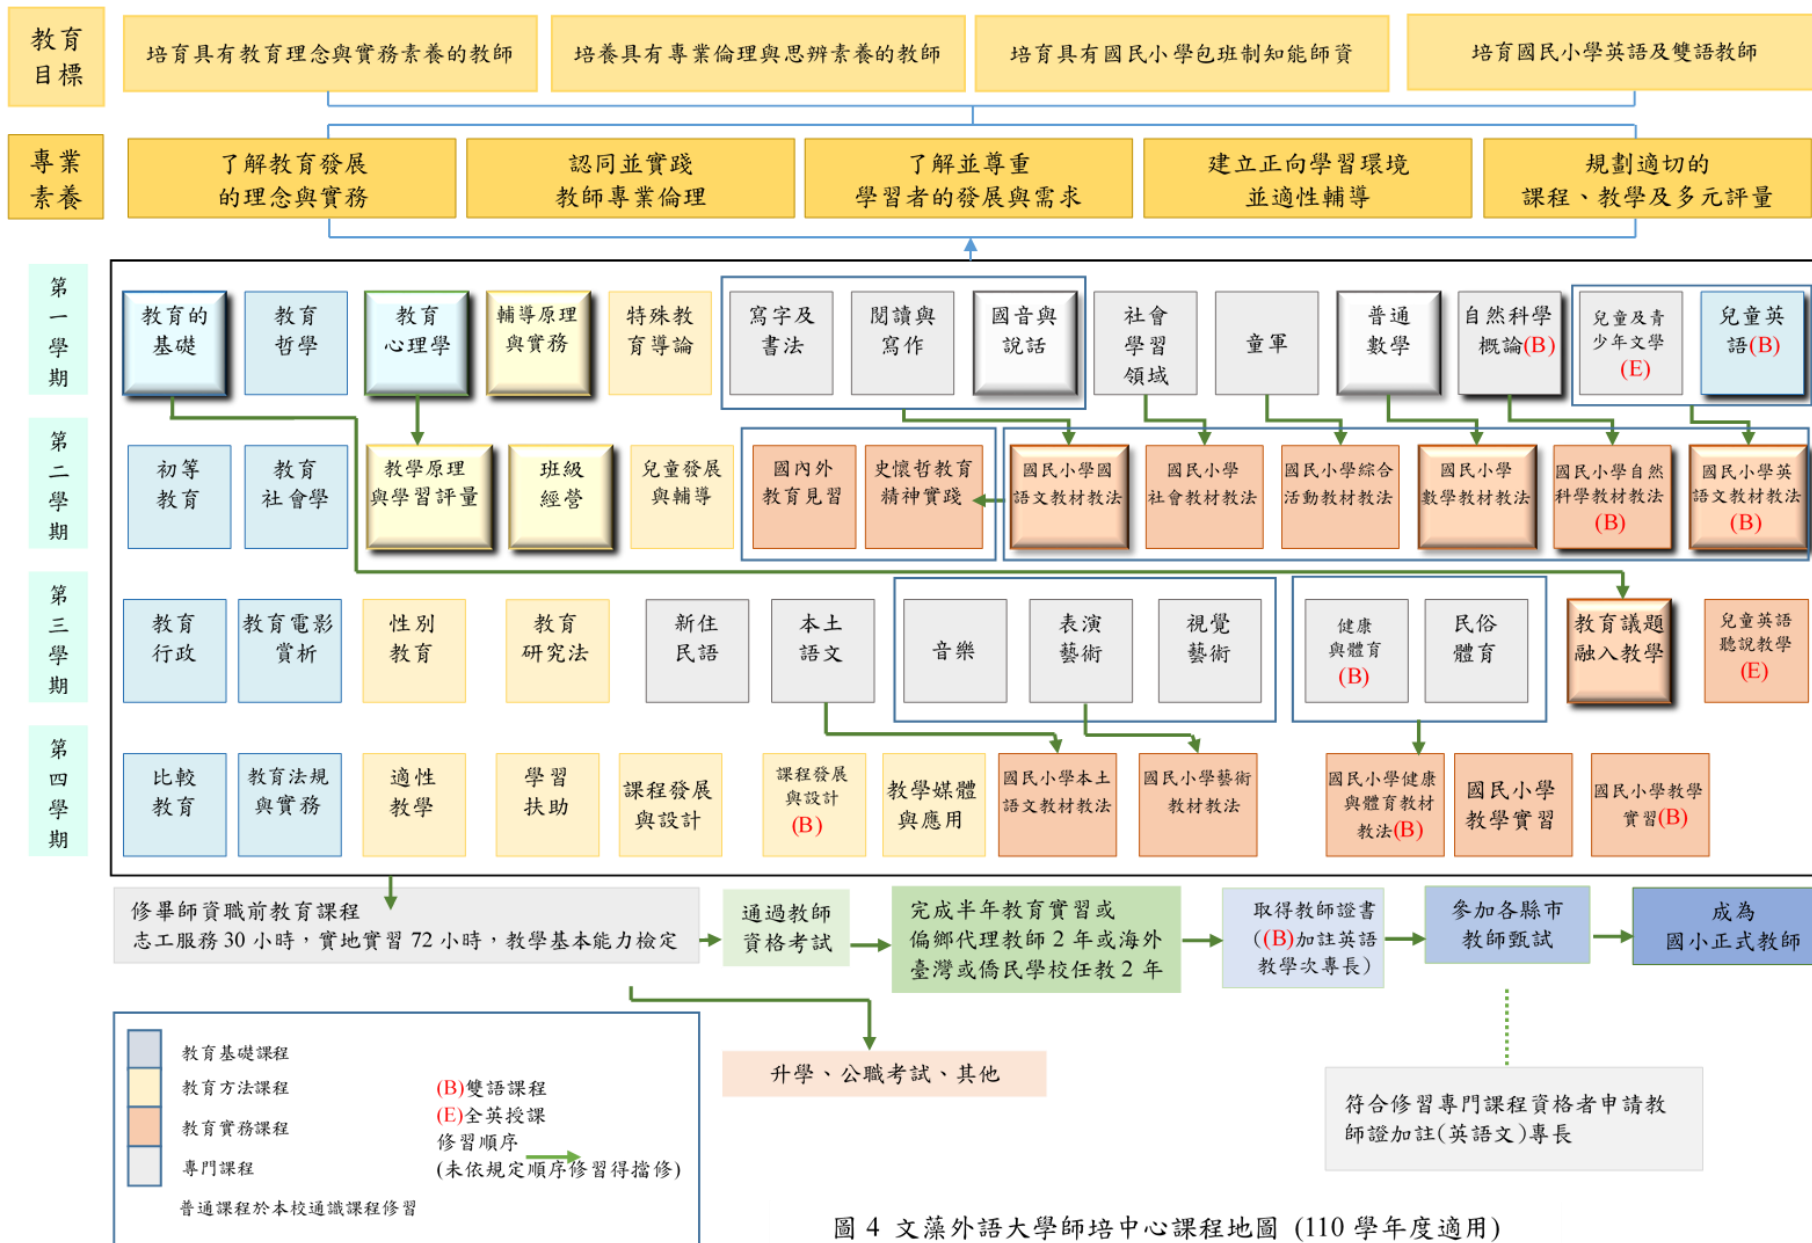 教育
目標
培育具有教育理念與實務素養的教師
培養具有專業倫理與思辨素養的教師
培育具有國民小學包班制知能師資
培育國民小學英語及雙語教師
專業
素養
了解教育發展
的理念與實務
認同並實踐
教師專業倫理
了解並尊重
學習者的發展與需求
建立正向學習環境
並適性輔導
規劃適切的
課程、教學及多元評量
第一學期
教育的
基礎
教育
哲學
教育
心理學
輔導原理
與實務
特殊教
育導論
寫字及
書法
閱讀與
寫作
國音與
說話
社會
學習
領域
童軍
普通
數學
自然科學
概論(B)
兒童及青
少年文學
(E)
兒童英
語(B)
第二學期
初等
教育
教育
社會學
教學原理
與學習評量
班級
經營
兒童發展
與輔導
國內外
教育見習
史懷哲教育
精神實踐
國民小學國
語文教材教法
國民小學
社會教材教法
國民小學綜合
活動教材教法
國民小學
數學教材教法
國民小學自然
科學教材教法
(B)
國民小學英
語文教材教法
(B)
第三學期
教育
行政
教育電影
賞析
性別
教育
教育
研究法
新住
民語
本土
語文
音樂
表演
藝術
視覺
藝術
健康
與體育
(B)
民俗
體育
教育議題
融入教學
兒童英語
聽說教學
(E)
第四學期
比較
教育
教育法規
與實務
適性
教學
學習
扶助
課程發展
與設計
課程發展
與設計
(B)
教學媒體
與應用
國民小學本土
語文教材教法
國民小學藝術
教材教法
國民小學健康
與體育教材
教法(B)
國民小學
教學實習
國民小學教學
實習(B)
修畢師資職前教育課程
志工服務 30 小時，實地實習 72 小時，教學基本能力檢定
通過教師
資格考試
完成半年教育實習或
偏鄉代理教師 2 年或海外
臺灣或僑民學校任教 2 年
取得教師證書
((B)加註英語
教學次專長)
參加各縣市
教師甄試
成為
國小正式教師
升學、公職考試、其他
符合修習專門課程資格者申請教
師證加註(英語文)專長
教育基礎課程
教育方法課程
教育實務課程
專門課程
普通課程於本校通識課程修習
(B)雙語課程
(E)全英授課
修習順序
(未依規定順序修習得擋修)
圖 4 文藻外語大學師培中心課程地圖 (110 學年度適用)